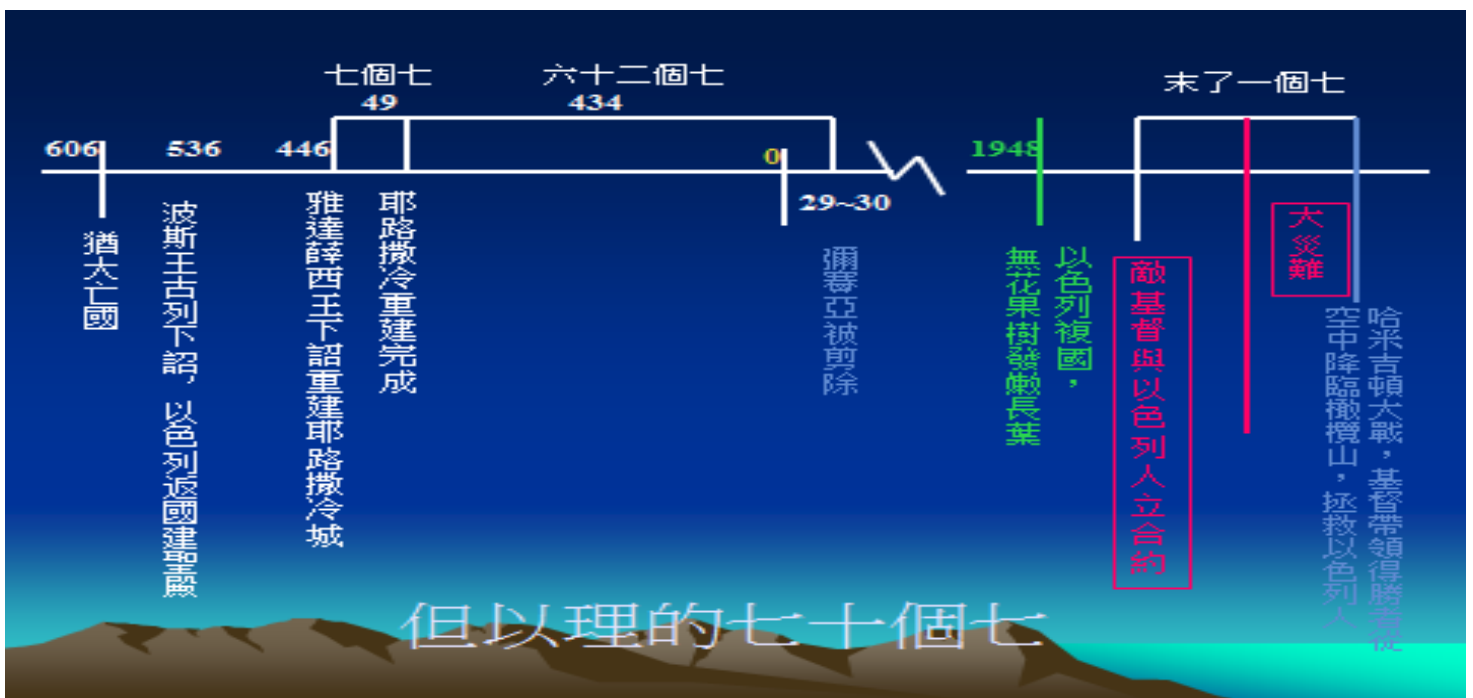 七個七
六十二個七
末了一個七
49
434
606
536
446
0
1948
29~30
猶大亡國
波斯王古列下詔，以色列返國建聖殿
雅達薛西王下詔重建耶路撒冷城
耶路撒冷重建完成
彌賽亞被剪除
以色列複國，
無花果樹發嫩長葉
敵基督與以色列人立合約
大災難
哈米吉頓大戰，基督帶領得勝者從
空中降臨橄欖山，拯救以色列人
但以理的七十個七